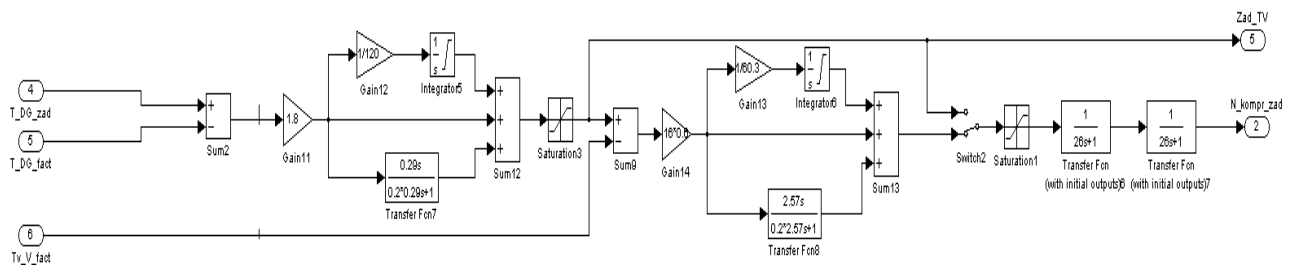 Zad_TV
5
1/120
1
s
Gain12
Integrator5
1/60.3
1
s
Gain13
Integrator6
4
T_DG_zad
5
T_DG_fact
+
−
Sum2
1.8
Gain11
+
+
+
Sum12
Saturation3
+
−
Sum9
Gain14
+
+
+
Sum13
Switch2
Saturation1
1
26s+1
Transfer Fcn
(with initial outputs)6
1
26s+1
Transfer Fcn
(with initial outputs)7
N_kompr_zad
2
0.29s
0.2*0.29s+1
Transfer Fcn7
2.57s
0.2*2.57s+1
Transfer Fcn8
6
Tv_V_fact